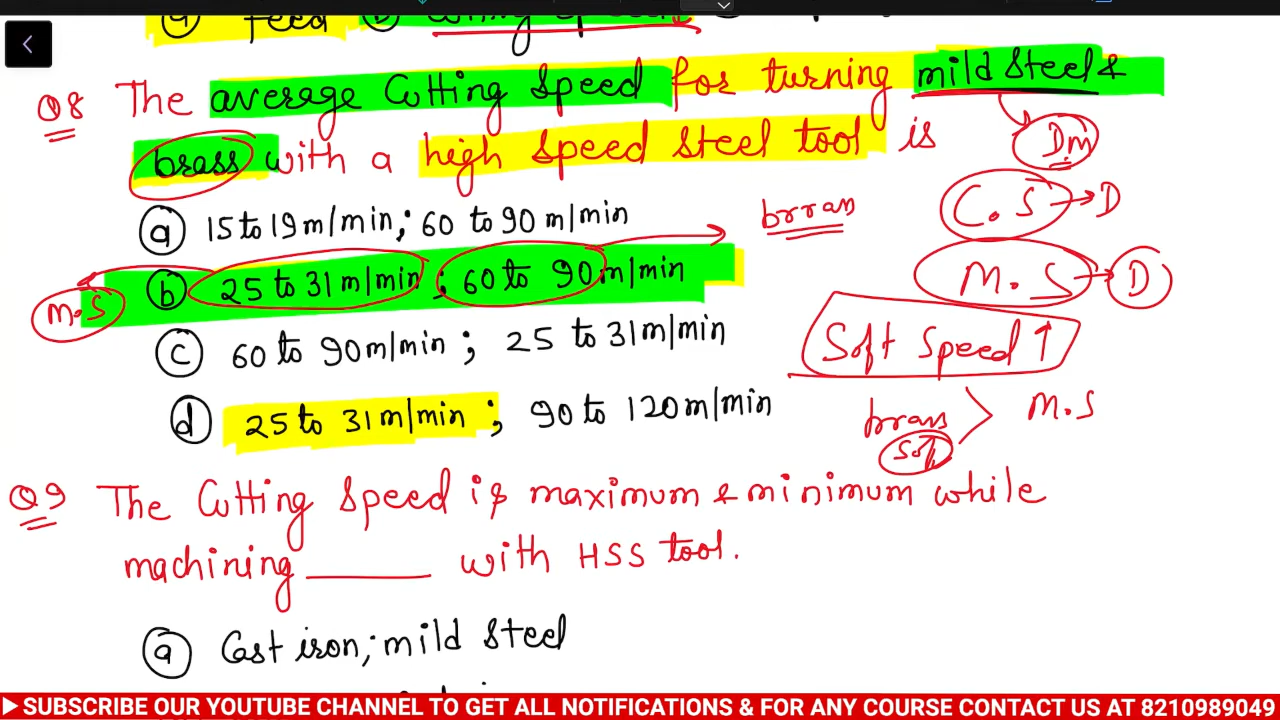 feed
Q8 The average Cutting Speed for turning mild steel &
brass with a high speed steel tool is
Dm
C.S → D
M.S → D
brran
(a) 15 to 19 m/min; 60 to 90 m/min
M.S (b) 25 to 31 m/min; 60 to 90 m/min
Soft Speed ↑
(c) 60 to 90 m/min; 25 to 31 m/min
brran > M.S
Soft
(d) 25 to 31 m/min; 90 to 120 m/min
Q9 The Cutting Speed is maximum & minimum while
machining ______ with HSS tool.
(a) Cast iron; mild steel
▶ SUBSCRIBE OUR YOUTUBE CHANNEL TO GET ALL NOTIFICATIONS & FOR ANY COURSE CONTACT US AT 8210989049